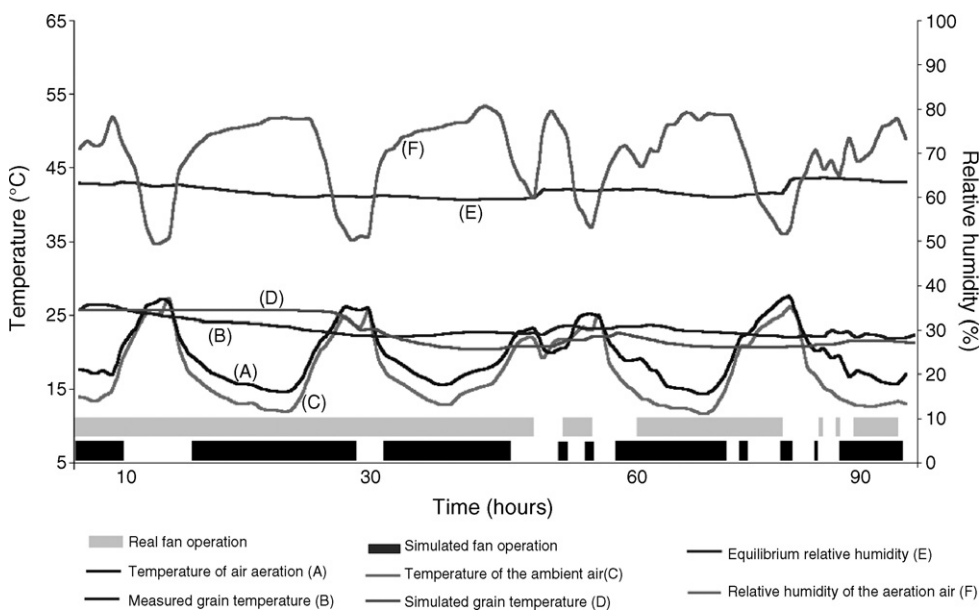 65
55
45
35
25
15
5
Temperature (°C)
100
90
80
70
60
50
40
30
20
10
0
Relative humidity (%)
(F)
(E)
(D)
(B)
(A)
(C)
10 30 60 90
Time (hours)
Real fan operation Simulated fan operation Equilibrium relative humidity (E)
Temperature of air aeration (A) Temperature of the ambient air(C) Relative humidity of the aeration air (F)
Measured grain temperature (B) Simulated grain temperature (D)